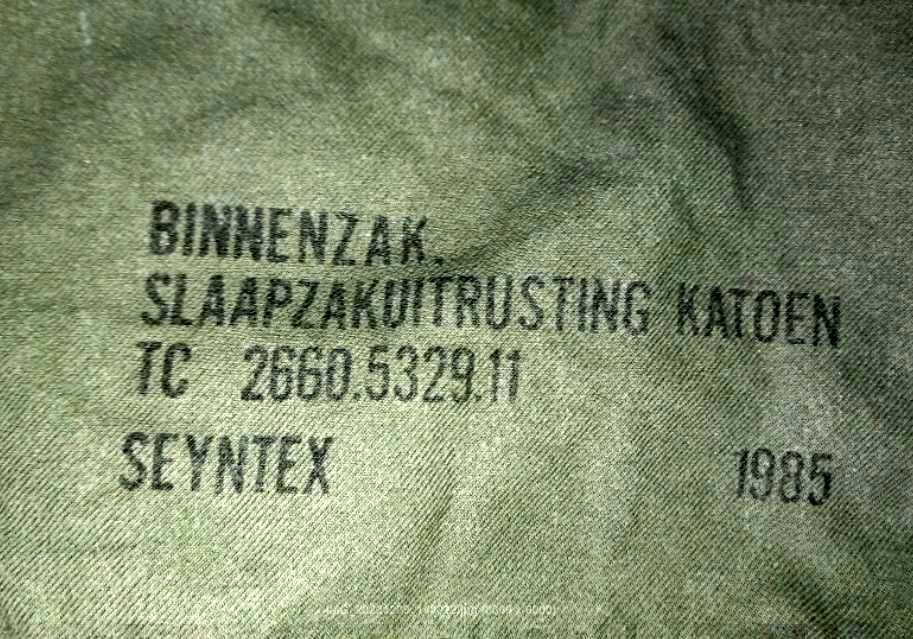 BINNENZAK.
SLAAPZAKUITRUSTING KATOEN
TC 2660.5329.11
SEYNTEX 1985